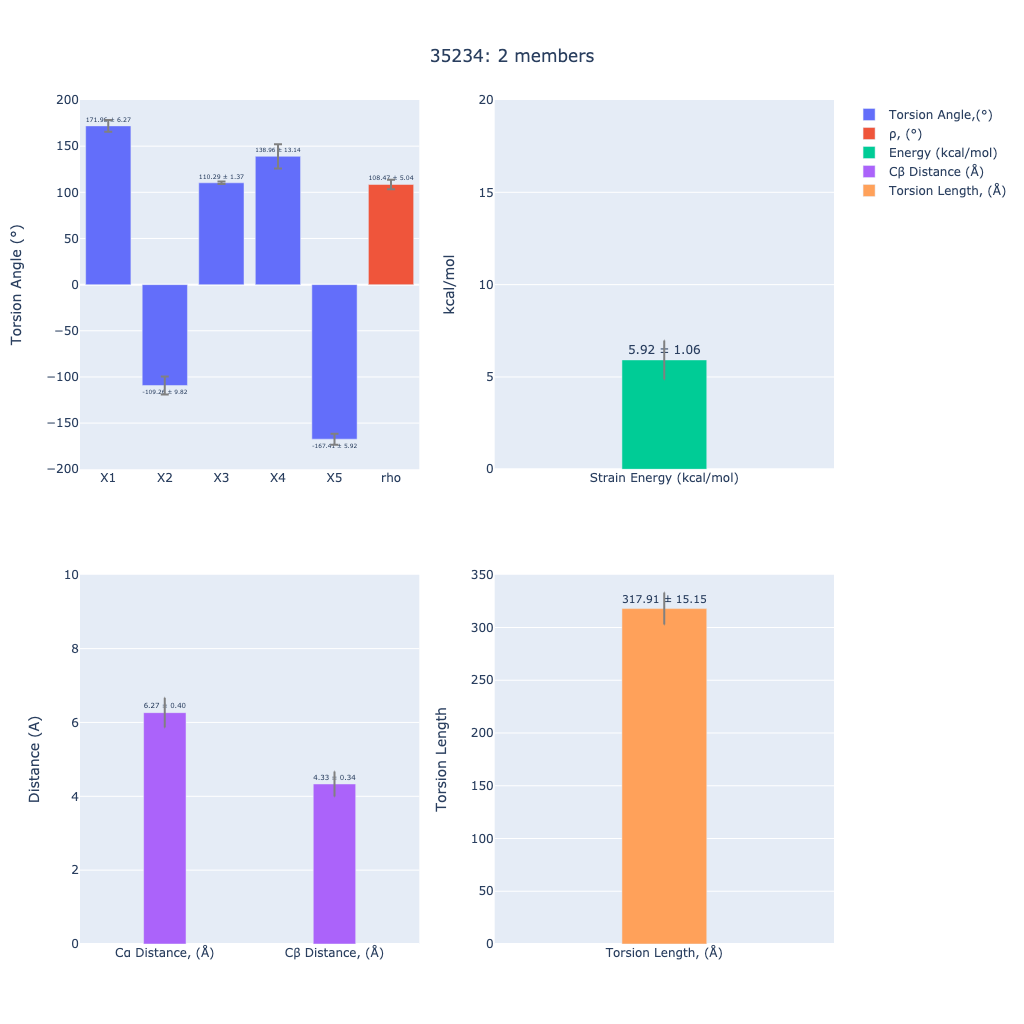 35234: 2 members
Torsion Angle (°)
200
150
100
50
0
−50
−100
−150
−200
171.95 ± 6.27
-109.26 ± 9.82
110.29 ± 1.37
138.96 ± 13.14
-167.41 ± 5.92
108.47 ± 5.04
X1 X2 X3 X4 X5 rho
kcal/mol
20
15
10
5
0
5.92 ± 1.06
Strain Energy (kcal/mol)
Torsion Angle,(°)
ρ, (°)
Energy (kcal/mol)
Cβ Distance (Å)
Torsion Length, (Å)
Distance (A)
10
8
6
4
2
0
6.27 ± 0.40
4.33 ± 0.34
Cα Distance, (Å) Cβ Distance, (Å)
Torsion Length
350
300
250
200
150
100
50
0
317.91 ± 15.15
Torsion Length, (Å)